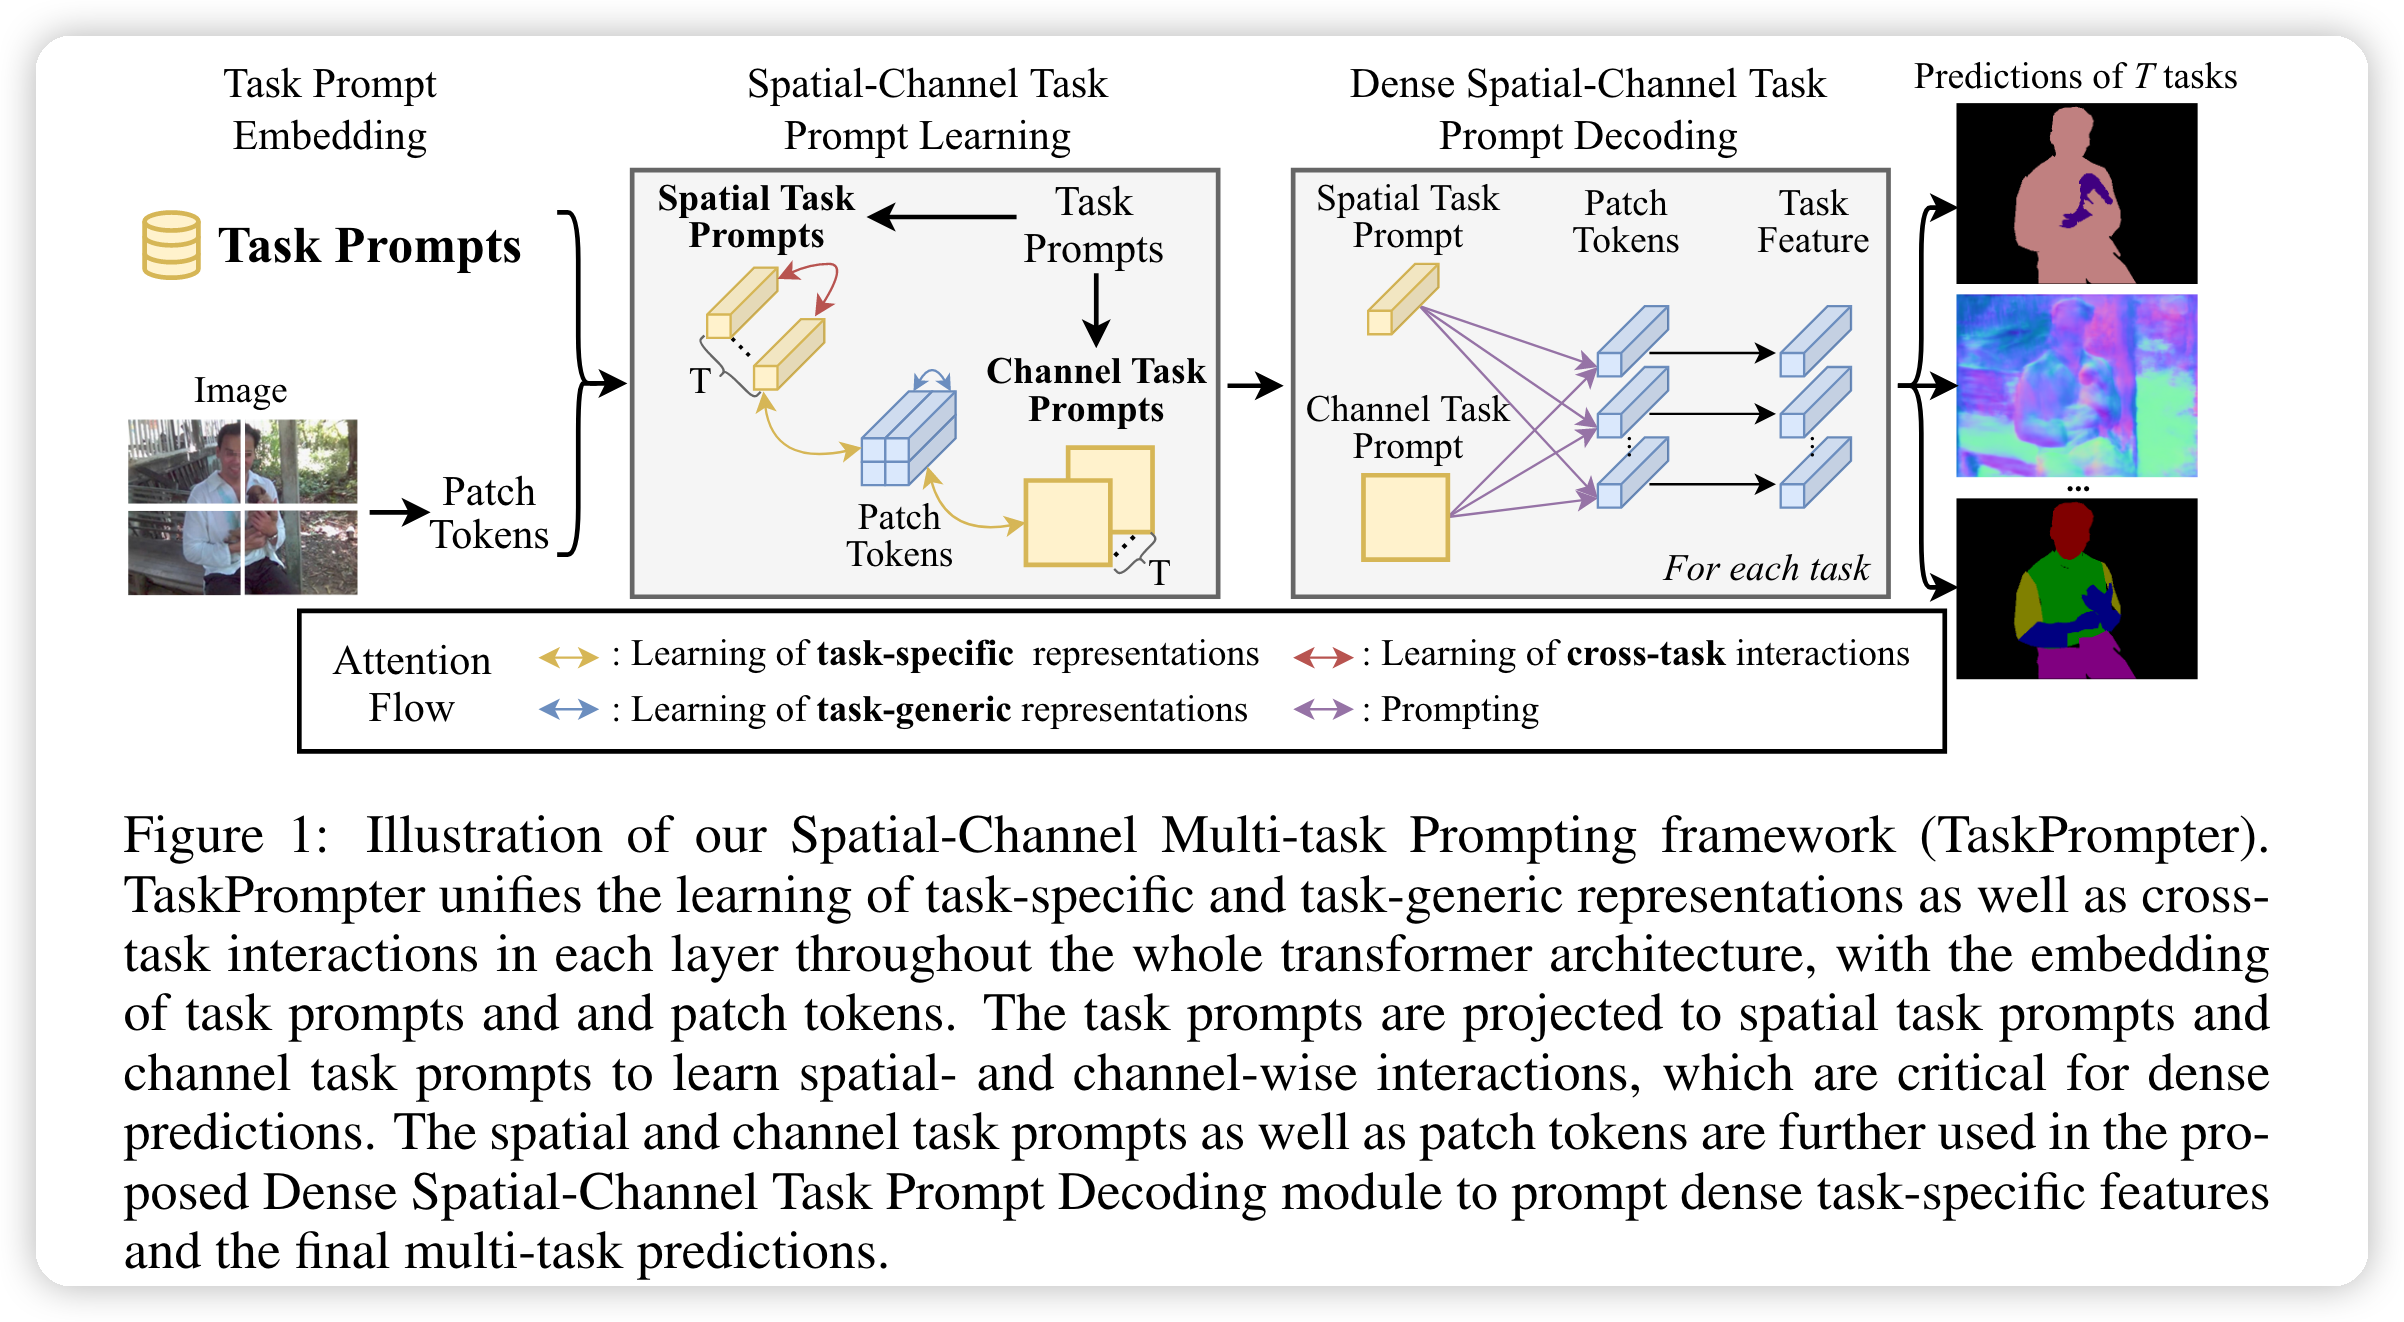 Task Prompt
Embedding
Task Prompts
Image
Patch
Tokens
Spatial-Channel Task
Prompt Learning
Spatial Task
Prompts
Task
Prompts
T
Channel Task
Prompts
Patch
Tokens
T
Dense Spatial-Channel Task
Prompt Decoding
Spatial Task
Prompt
Patch
Tokens
Task
Feature
Channel Task
Prompt
For each task
Predictions of T tasks
...
Attention
Flow
: Learning of task-specific representations
: Learning of cross-task interactions
: Learning of task-generic representations
: Prompting
Figure 1: Illustration of our Spatial-Channel Multi-task Prompting framework (TaskPrompter).
TaskPrompter unifies the learning of task-specific and task-generic representations as well as cross-
task interactions in each layer throughout the whole transformer architecture, with the embedding
of task prompts and and patch tokens. The task prompts are projected to spatial task prompts and
channel task prompts to learn spatial- and channel-wise interactions, which are critical for dense
predictions. The spatial and channel task prompts as well as patch tokens are further used in the pro-
posed Dense Spatial-Channel Task Prompt Decoding module to prompt dense task-specific features
and the final multi-task predictions.